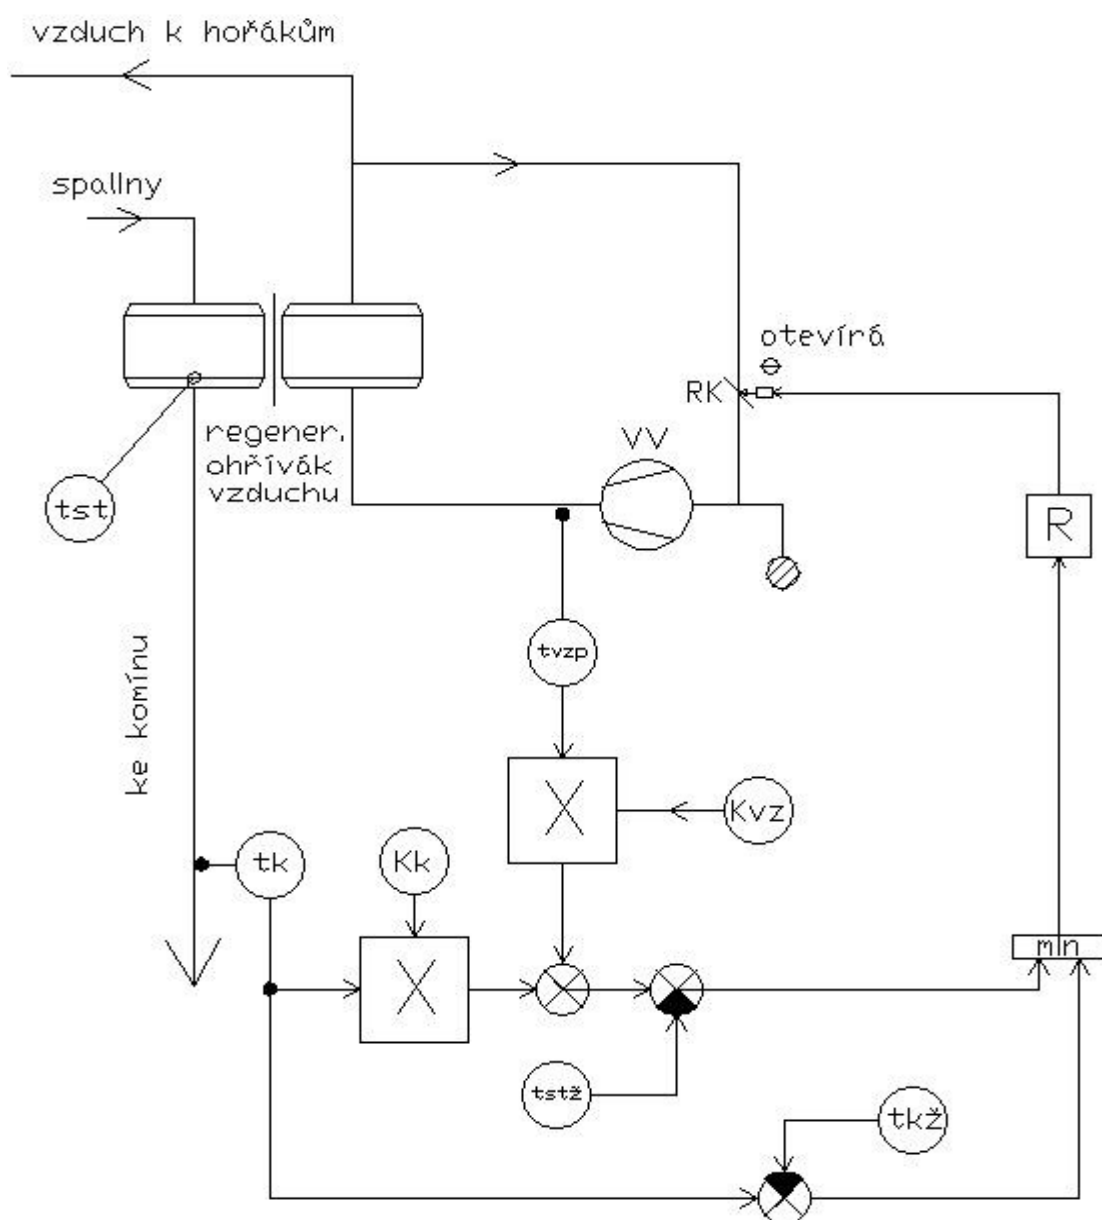 vzduch k hořákům
spaliny
otevírá
RK
VV
regener.
ohřívák
vzduchu
tst
R
tvzp
ke komínu
X
Kvz
tk
Kk
X
min
tstž
tkž